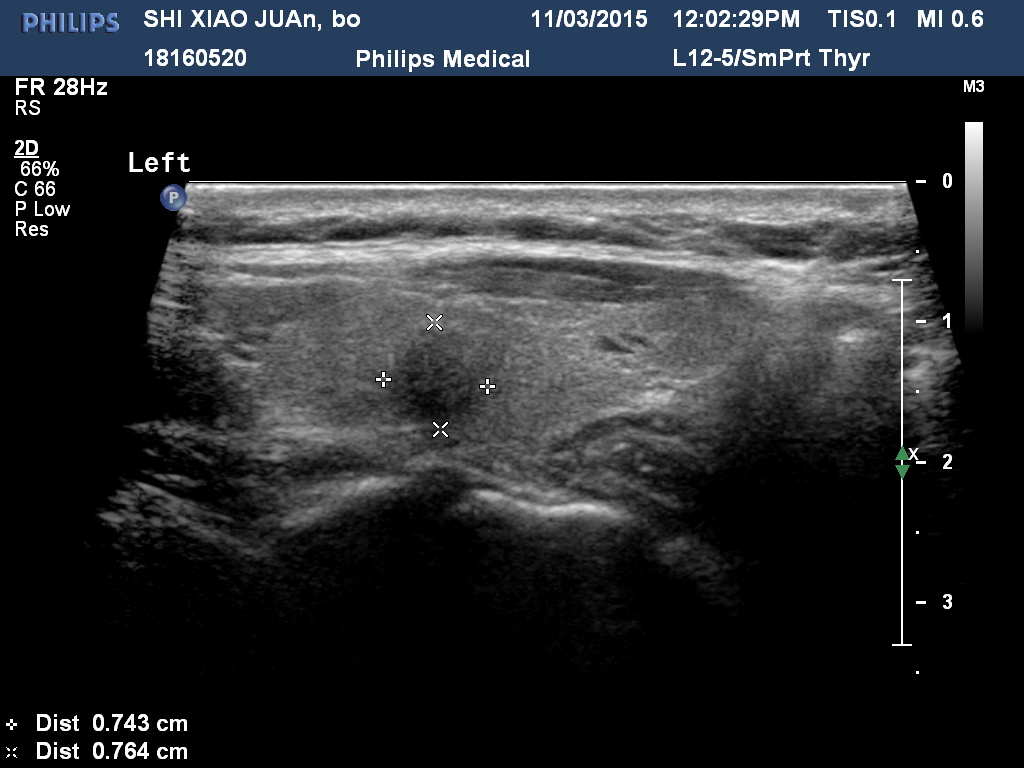 PHILIPS SHI XIAO JUAn, bo 11/03/2015 12:02:29PM TIS0.1 MI 0.6
18160520 Philips Medical L12-5/SmPrt Thyr
FR 28Hz
RS
M3
2D
66%
C 66
P Low
Res
Left
P
0
1
X
2
3
Dist 0.743 cm
Dist 0.764 cm